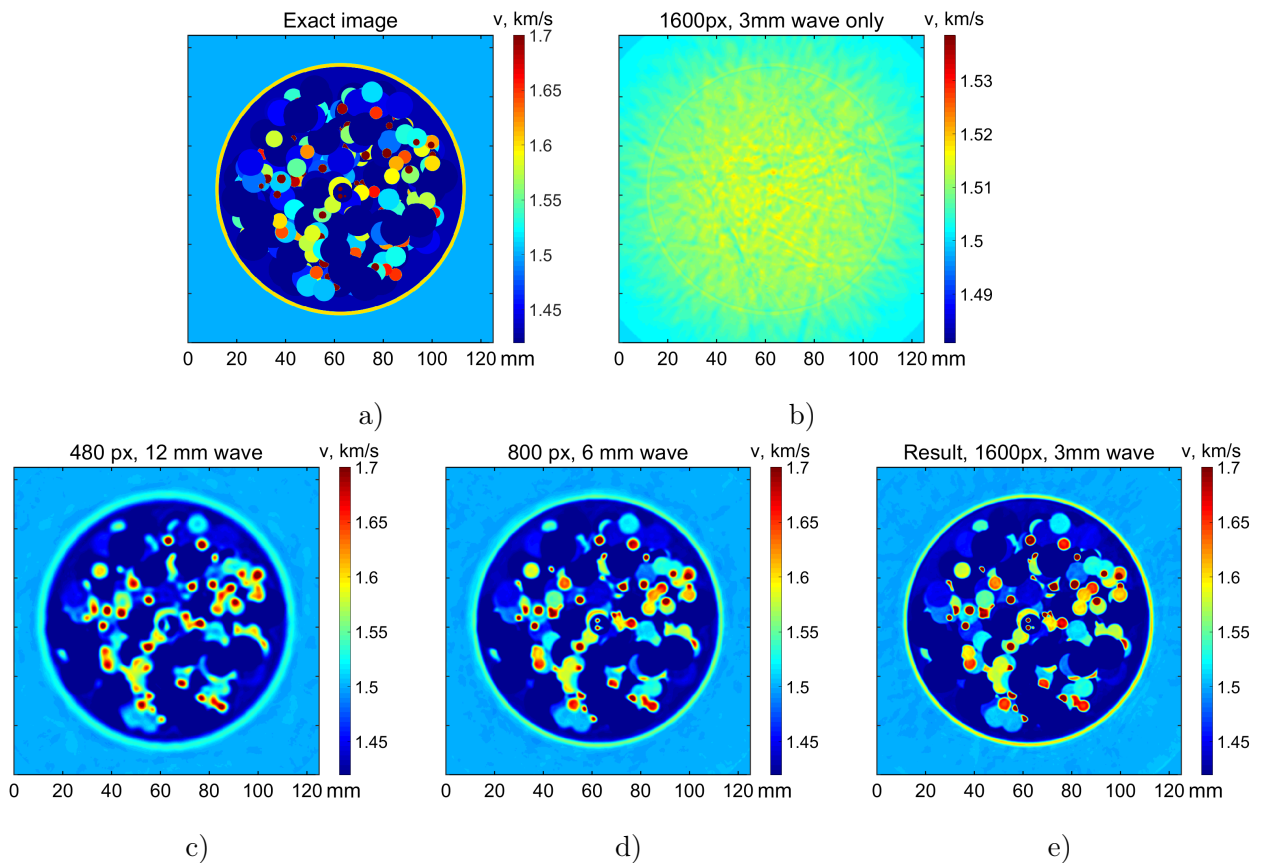 Exact image
v, km/s
1.7
1.65
1.6
1.55
1.5
1.45
0 20 40 60 80 100 120 mm
a)
1600px, 3mm wave only
v, km/s
1.53
1.52
1.51
1.5
1.49
0 20 40 60 80 100 120 mm
b)
480 px, 12 mm wave
v, km/s
1.7
1.65
1.6
1.55
1.5
1.45
0 20 40 60 80 100 120 mm
c)
800 px, 6 mm wave
v, km/s
1.7
1.65
1.6
1.55
1.5
1.45
0 20 40 60 80 100 120 mm
d)
Result, 1600px, 3mm wave
v, km/s
1.7
1.65
1.6
1.55
1.5
1.45
0 20 40 60 80 100 120 mm
e)